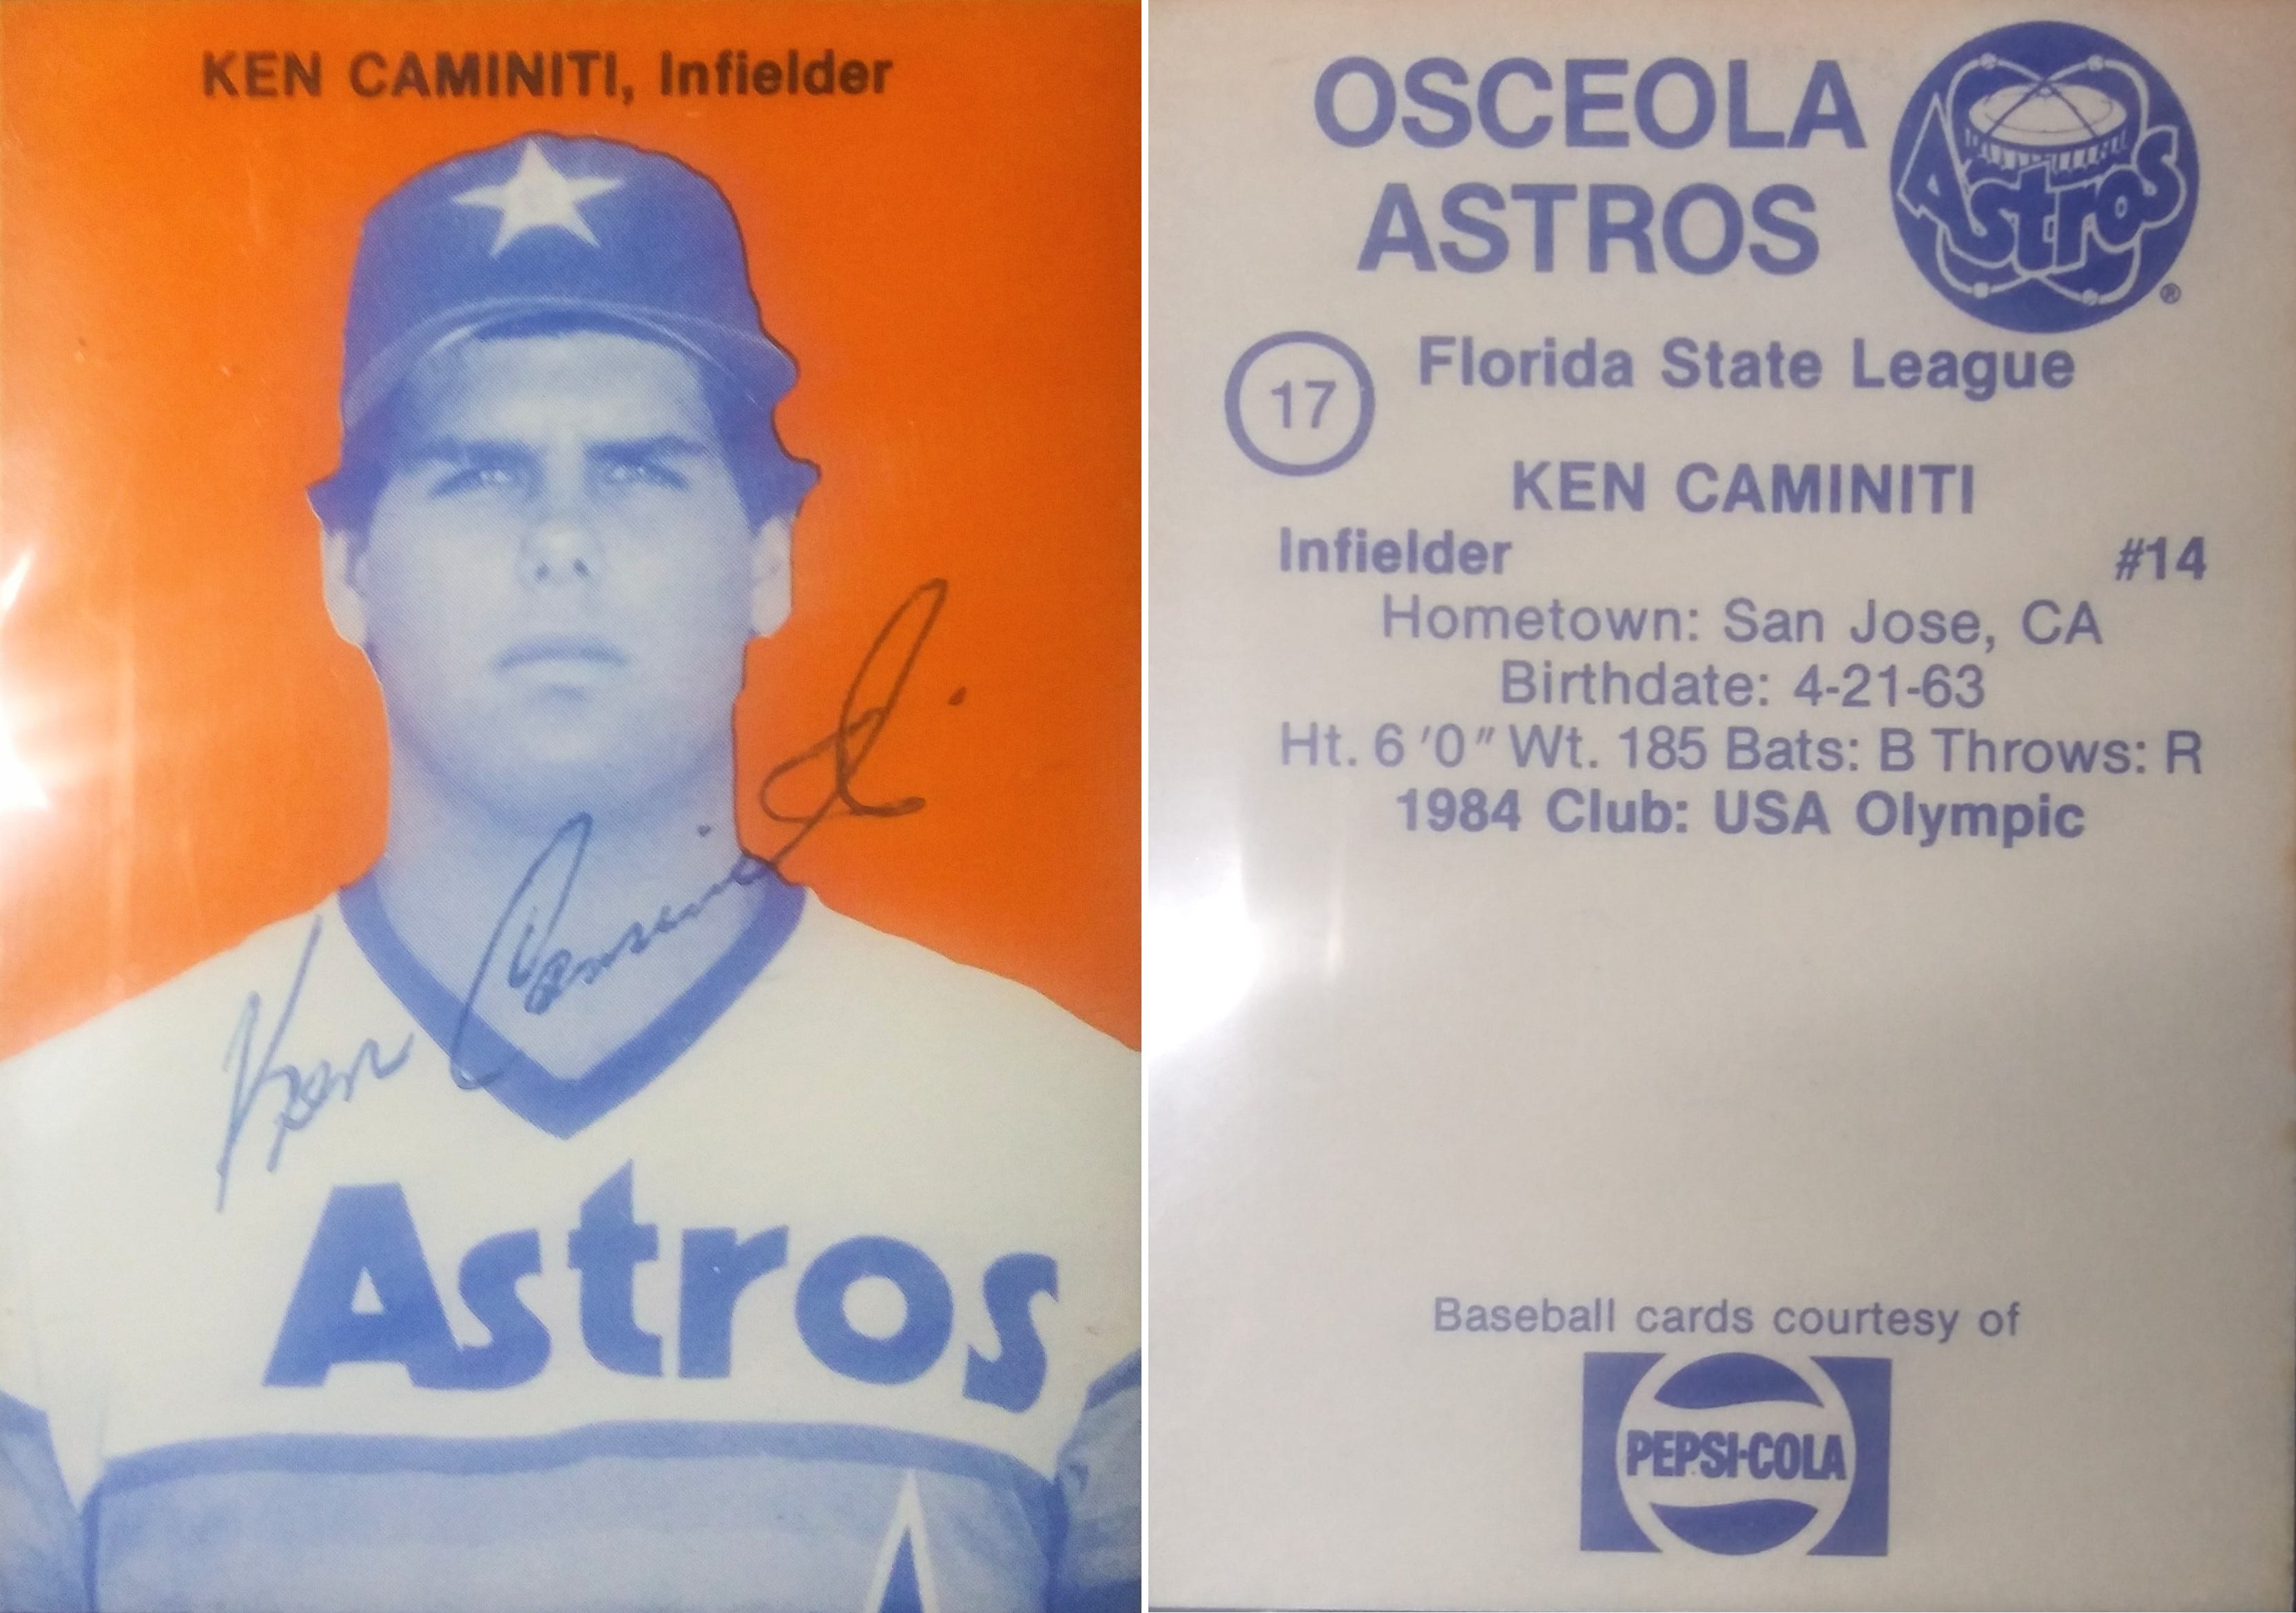 KEN CAMINITI, Infielder
Ken Caminiti
Astros
OSCEOLA
ASTROS
Astros
®
17
Florida State League
KEN CAMINITI
Infielder #14
Hometown: San Jose, CA
Birthdate: 4-21-63
Ht. 6 '0" Wt. 185 Bats: B Throws: R
1984 Club: USA Olympic
Baseball cards courtesy of
PEPSI-COLA